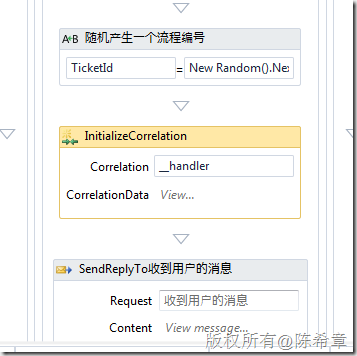 A+B 随机产生一个流程编号
TicketId = New Random().Nex
InitializeCorrelation
Correlation __handler
CorrelationData View...
SendReplyTo收到用户的消息
Request 收到用户的消息
Content View message...
版权所有@陈希章